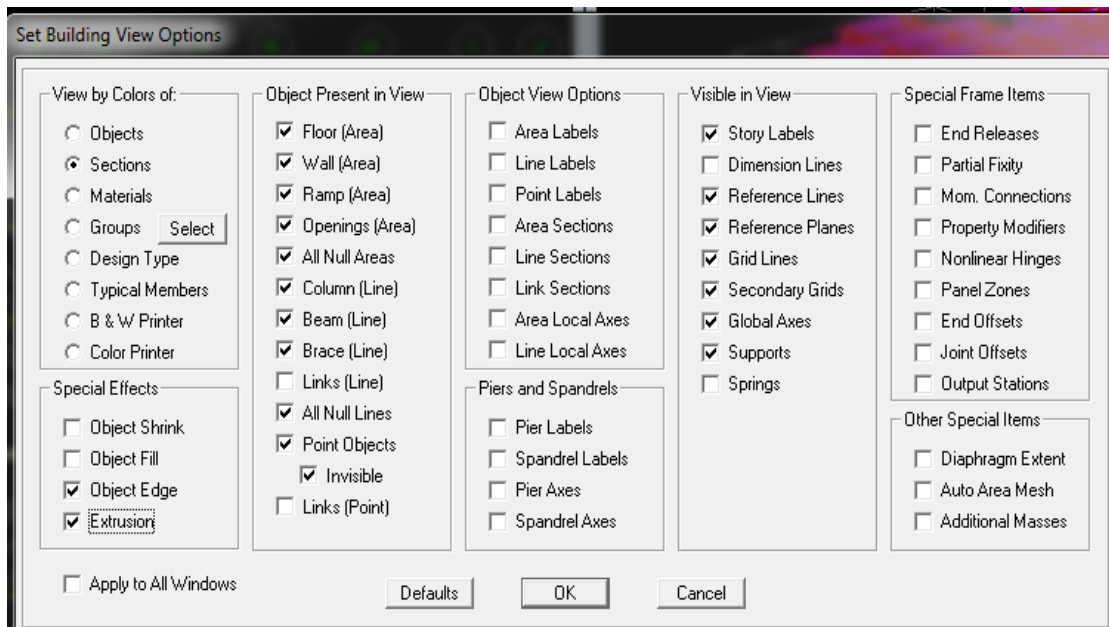 Set Building View Options
View by Colors of:
Objects
Sections
Materials
Groups
Select
Design Type
Typical Members
B & W Printer
Color Printer
Special Effects
Object Shrink
Object Fill
Object Edge
Extrusion
Object Present in View
Floor (Area)
Wall (Area)
Ramp (Area)
Openings (Area)
All Null Areas
Column (Line)
Beam (Line)
Brace (Line)
Links (Line)
All Null Lines
Point Objects
Invisible
Links (Point)
Object View Options
Area Labels
Line Labels
Point Labels
Area Sections
Line Sections
Link Sections
Area Local Axes
Line Local Axes
Piers and Spandrels
Pier Labels
Spandrel Labels
Pier Axes
Spandrel Axes
Visible in View
Story Labels
Dimension Lines
Reference Lines
Reference Planes
Grid Lines
Secondary Grids
Global Axes
Supports
Springs
Special Frame Items
End Releases
Partial Fixity
Mom. Connections
Property Modifiers
Nonlinear Hinges
Panel Zones
End Offsets
Joint Offsets
Output Stations
Other Special Items
Diaphragm Extent
Auto Area Mesh
Additional Masses
Apply to All Windows
Defaults
OK
Cancel